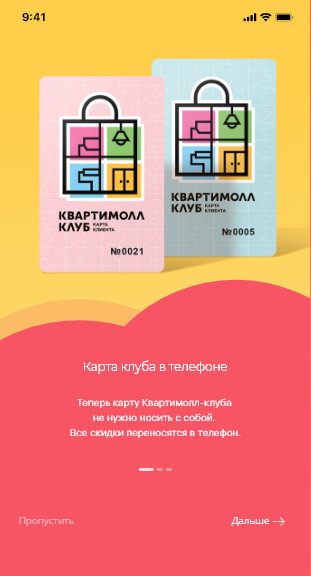 9:41
КВАРТИМОЛЛ
КЛУБ КАРТА
КЛИЕНТА
№0021
КВАРТИМОЛЛ
КЛУБ КАРТА
КЛИЕНТА
№0005
Карта клуба в телефоне
Теперь карту Квартимолл-клуба
не нужно носить с собой.
Все скидки переносятся в телефон.
Пропустить
Дальше